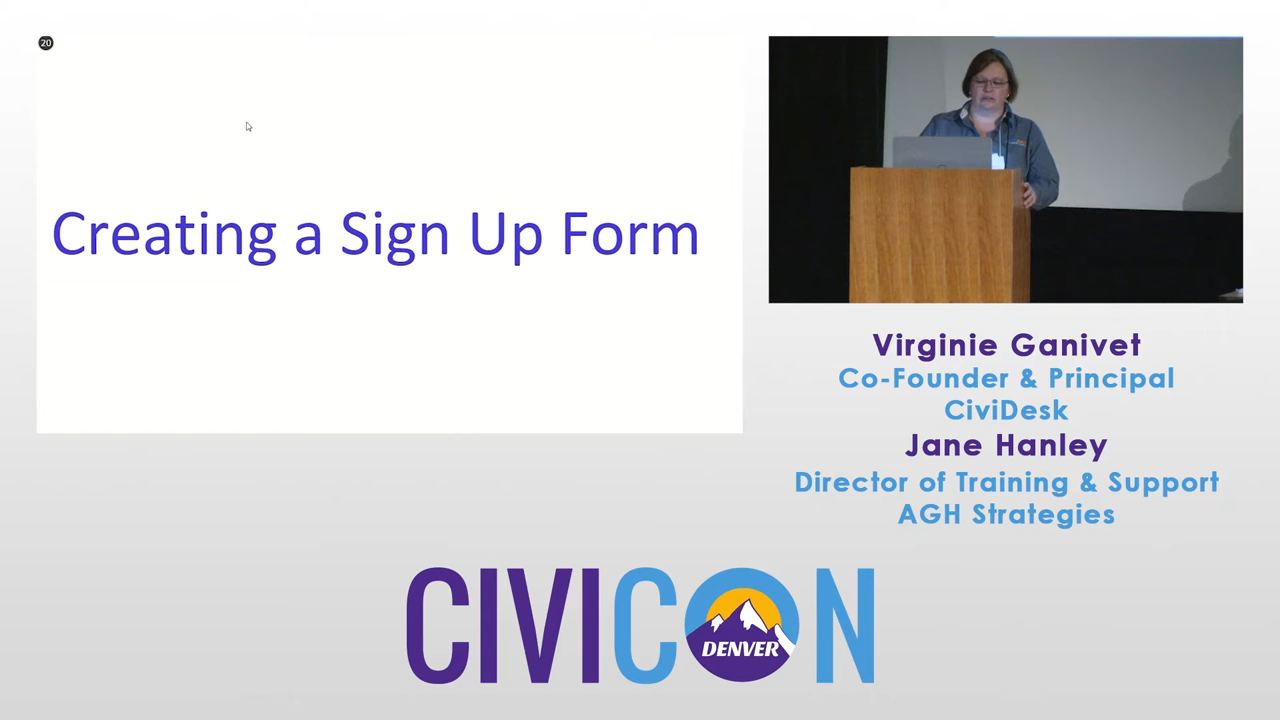 20
Creating a Sign Up Form
Virginie Ganivet
Co-Founder & Principal
CiviDesk
Jane Hanley
Director of Training & Support
AGH Strategies
CIVICON
DENVER